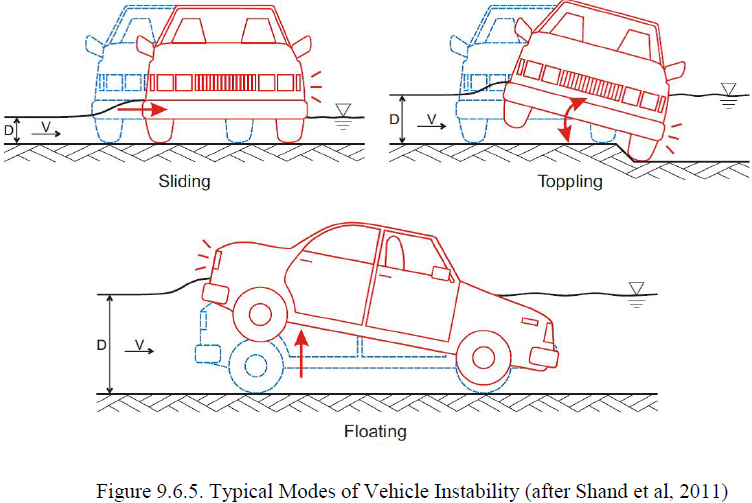 D
V
Sliding
D
V
Toppling
D
V
Floating
Figure 9.6.5. Typical Modes of Vehicle Instability (after Shand et al, 2011)